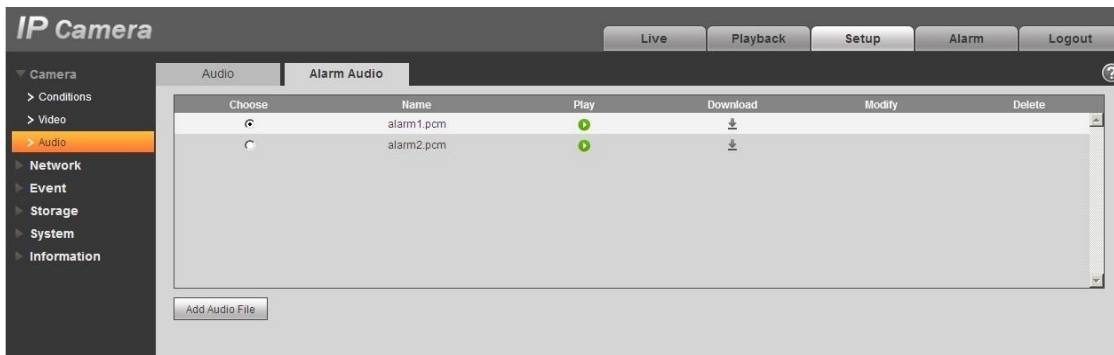 IP Camera
Live Playback Setup Alarm Logout
Camera
> Conditions
> Video
> Audio
Network
Event
Storage
System
Information
Audio Alarm Audio
?
Choose Name Play Download Modify Delete
alarm1.pcm
alarm2.pcm
Add Audio File